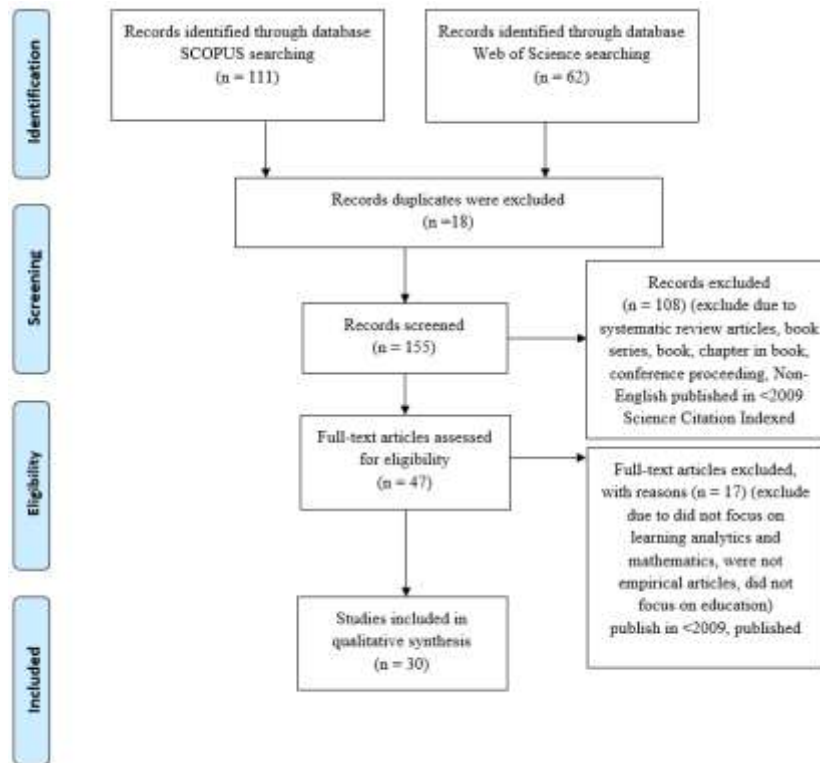 Identification
Records identified through database
SCOPUS searching
(n = 111)
Records identified through database
Web of Science searching
(n = 62)
Records duplicates were excluded
(n =18)
Screening
Records screened
(n = 155)
Records excluded
(n = 108) (exclude due to
systematic review articles, book
series, book, chapter in book,
conference proceeding, Non-
English published in <2009
Science Citation Indexed
Eligibility
Full-text articles assessed
for eligibility
(n = 47)
Full-text articles excluded,
with reasons (n = 17) (exclude
due to did not focus on
learning analytics and
mathematics, were not
empirical articles, did not
focus on education)
publish in <2009, published
Included
Studies included in
qualitative synthesis
(n = 30)